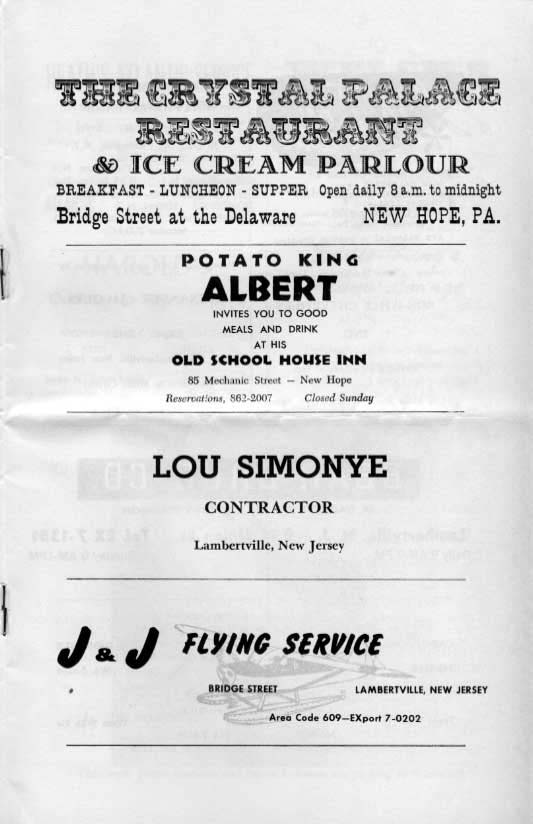 THE CRYSTAL PALACE
RESTAURANT
& ICE CREAM PARLOUR
BREAKFAST - LUNCHEON - SUPPER Open daily 8 a.m. to midnight
Bridge Street at the Delaware NEW HOPE, PA.
POTATO KING
ALBERT
INVITES YOU TO GOOD
MEALS AND DRINK
AT HIS
OLD SCHOOL HOUSE INN
85 Mechanic Street — New Hope
Reservations, 862-2007 Closed Sunday
LOU SIMONYE
CONTRACTOR
Lambertville, New Jersey
J & J FLYING SERVICE
BRIDGE STREET LAMBERTVILLE, NEW JERSEY
Area Code 609—EXport 7-0202